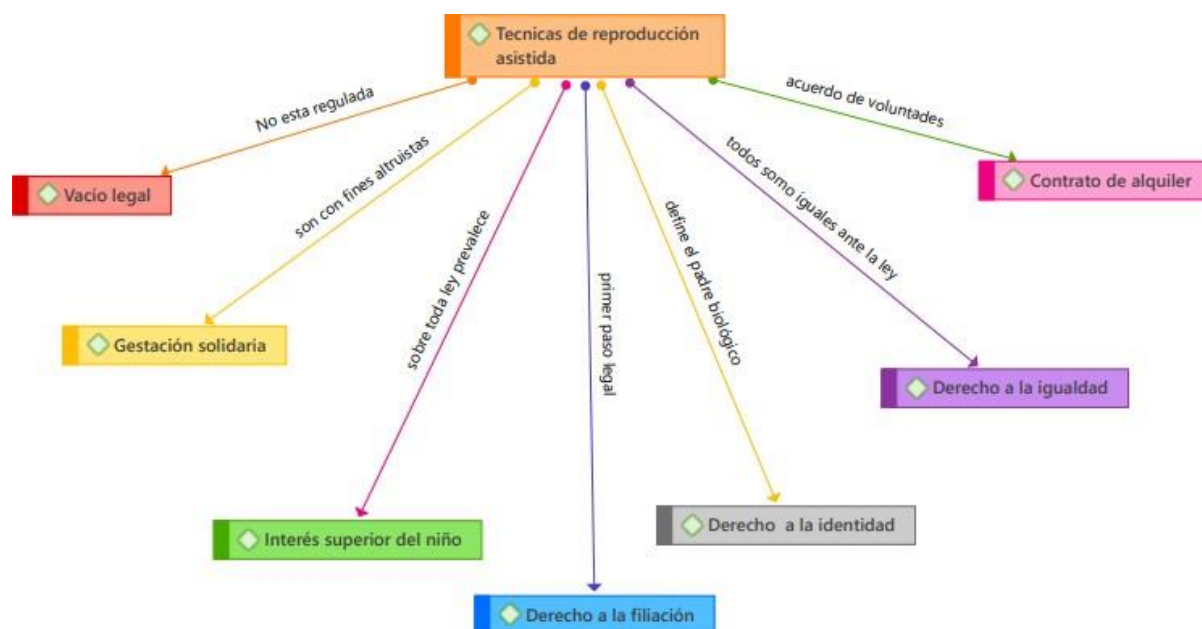 Tecnicas de reproducción
asistida
No esta regulada
son con fines altruistas
sobre toda ley prevalece
primer paso legal
define el padre biológico
todos somo iguales ante la ley
acuerdo de voluntades
Vacío legal
Contrato de alquiler
Gestación solidaria
Derecho a la igualdad
Interés superior del niño
Derecho a la identidad
Derecho a la filiación